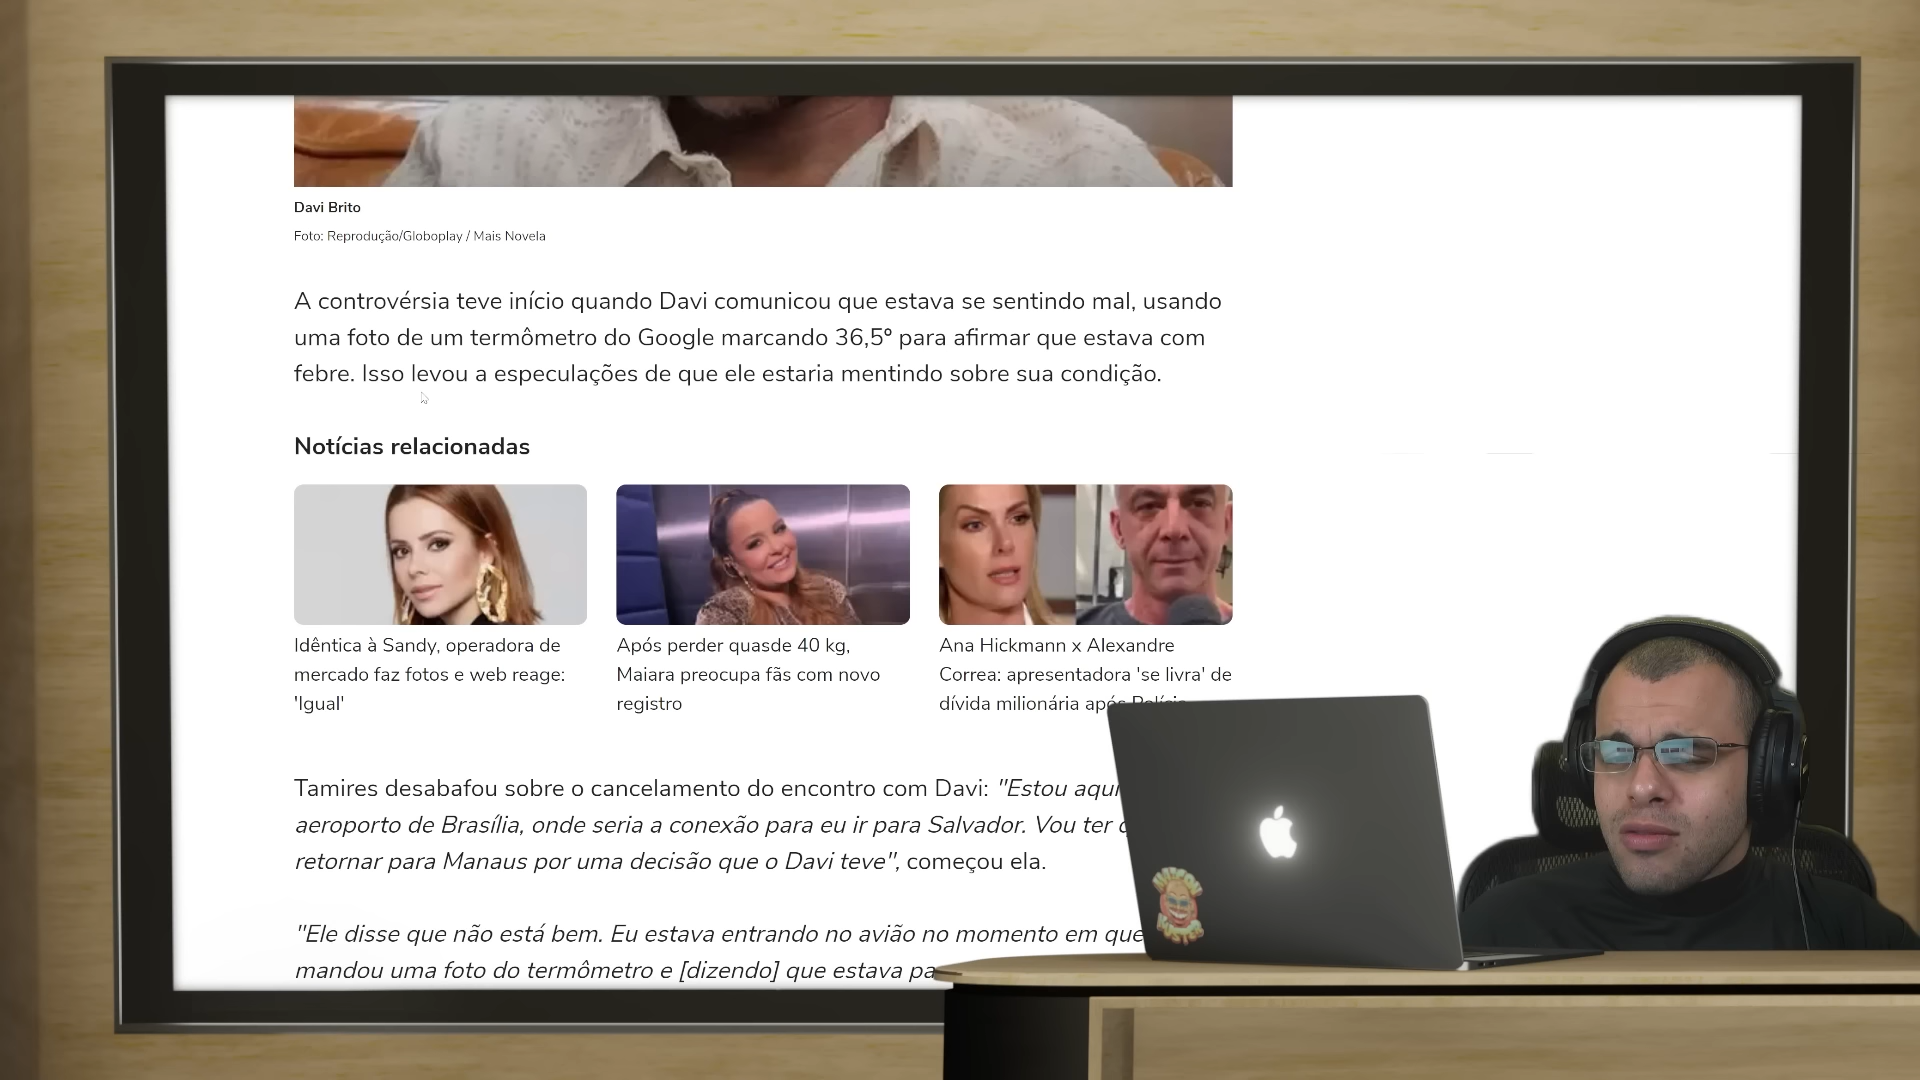 Davi Brito
Foto: Reprodução/Globoplay / Mais Novela
A controvérsia teve início quando Davi comunicou que estava se sentindo mal, usando
uma foto de um termômetro do Google marcando 36,5º para afirmar que estava com
febre. Isso levou a especulações de que ele estaria mentindo sobre sua condição.
Notícias relacionadas
Idêntica à Sandy, operadora de
mercado faz fotos e web reage:
'Igual'
Após perder quasde 40 kg,
Maiara preocupa fãs com novo
registro
Ana Hickmann x Alexandre
Correa: apresentadora 'se livra' de
dívida milionária após Polícia
Tamires desabafou sobre o cancelamento do encontro com Davi: "Estou aqui
aeroporto de Brasília, onde seria a conexão para eu ir para Salvador. Vou ter
retornar para Manaus por uma decisão que o Davi teve", começou ela.
"Ele disse que não está bem. Eu estava entrando no avião no momento em que
mandou uma foto do termômetro e [dizendo] que estava